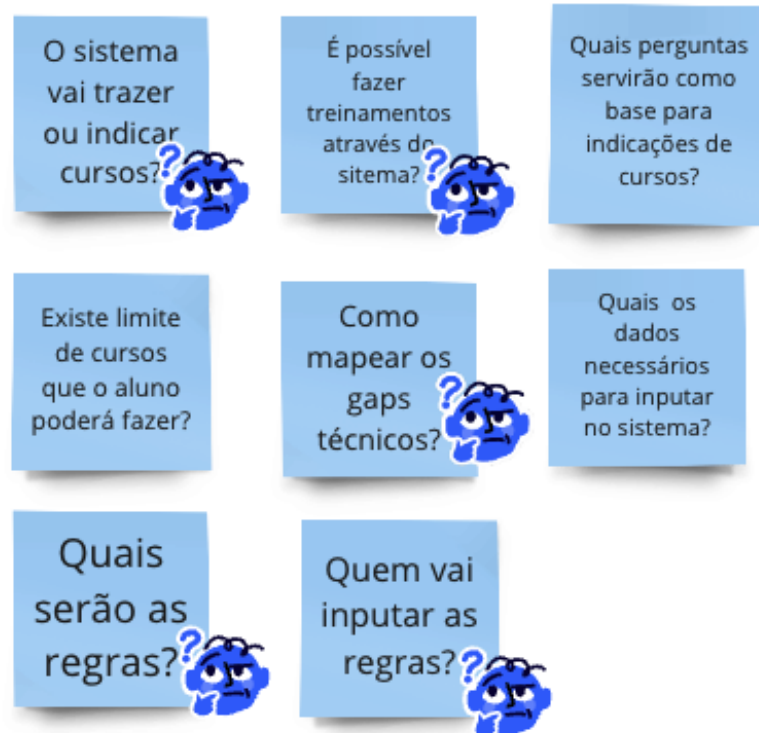 O sistema
vai trazer
ou indicar
cursos?
É possível
fazer
treinamentos
através do
sitema?
Quais perguntas
servirão como
base para
indicações de
cursos?
Existe limite
de cursos
que o aluno
poderá fazer?
Como
mapear os
gaps
técnicos?
Quais os
dados
necessários
para inputar
no sistema?
Quais
serão as
regras?
Quem vai
inputar as
regras?